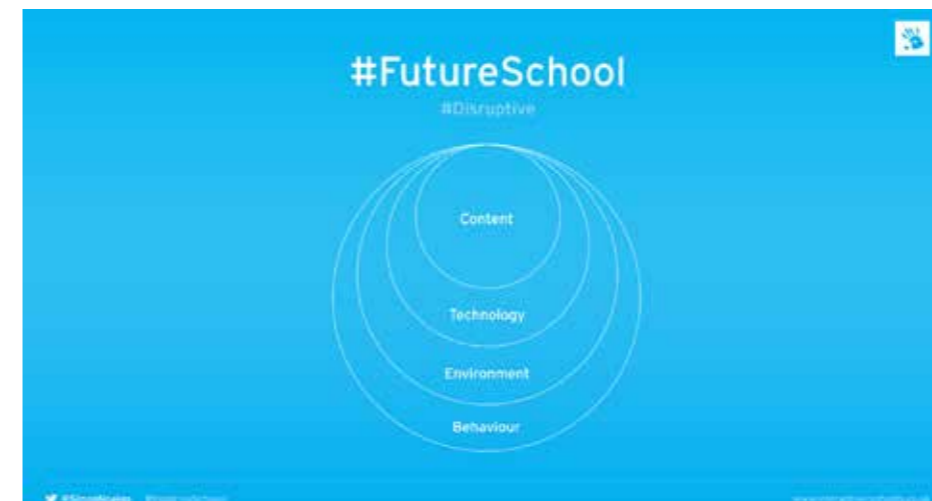 #FutureSchool
#Disruptive
Content
Technology
Environment
Behaviour